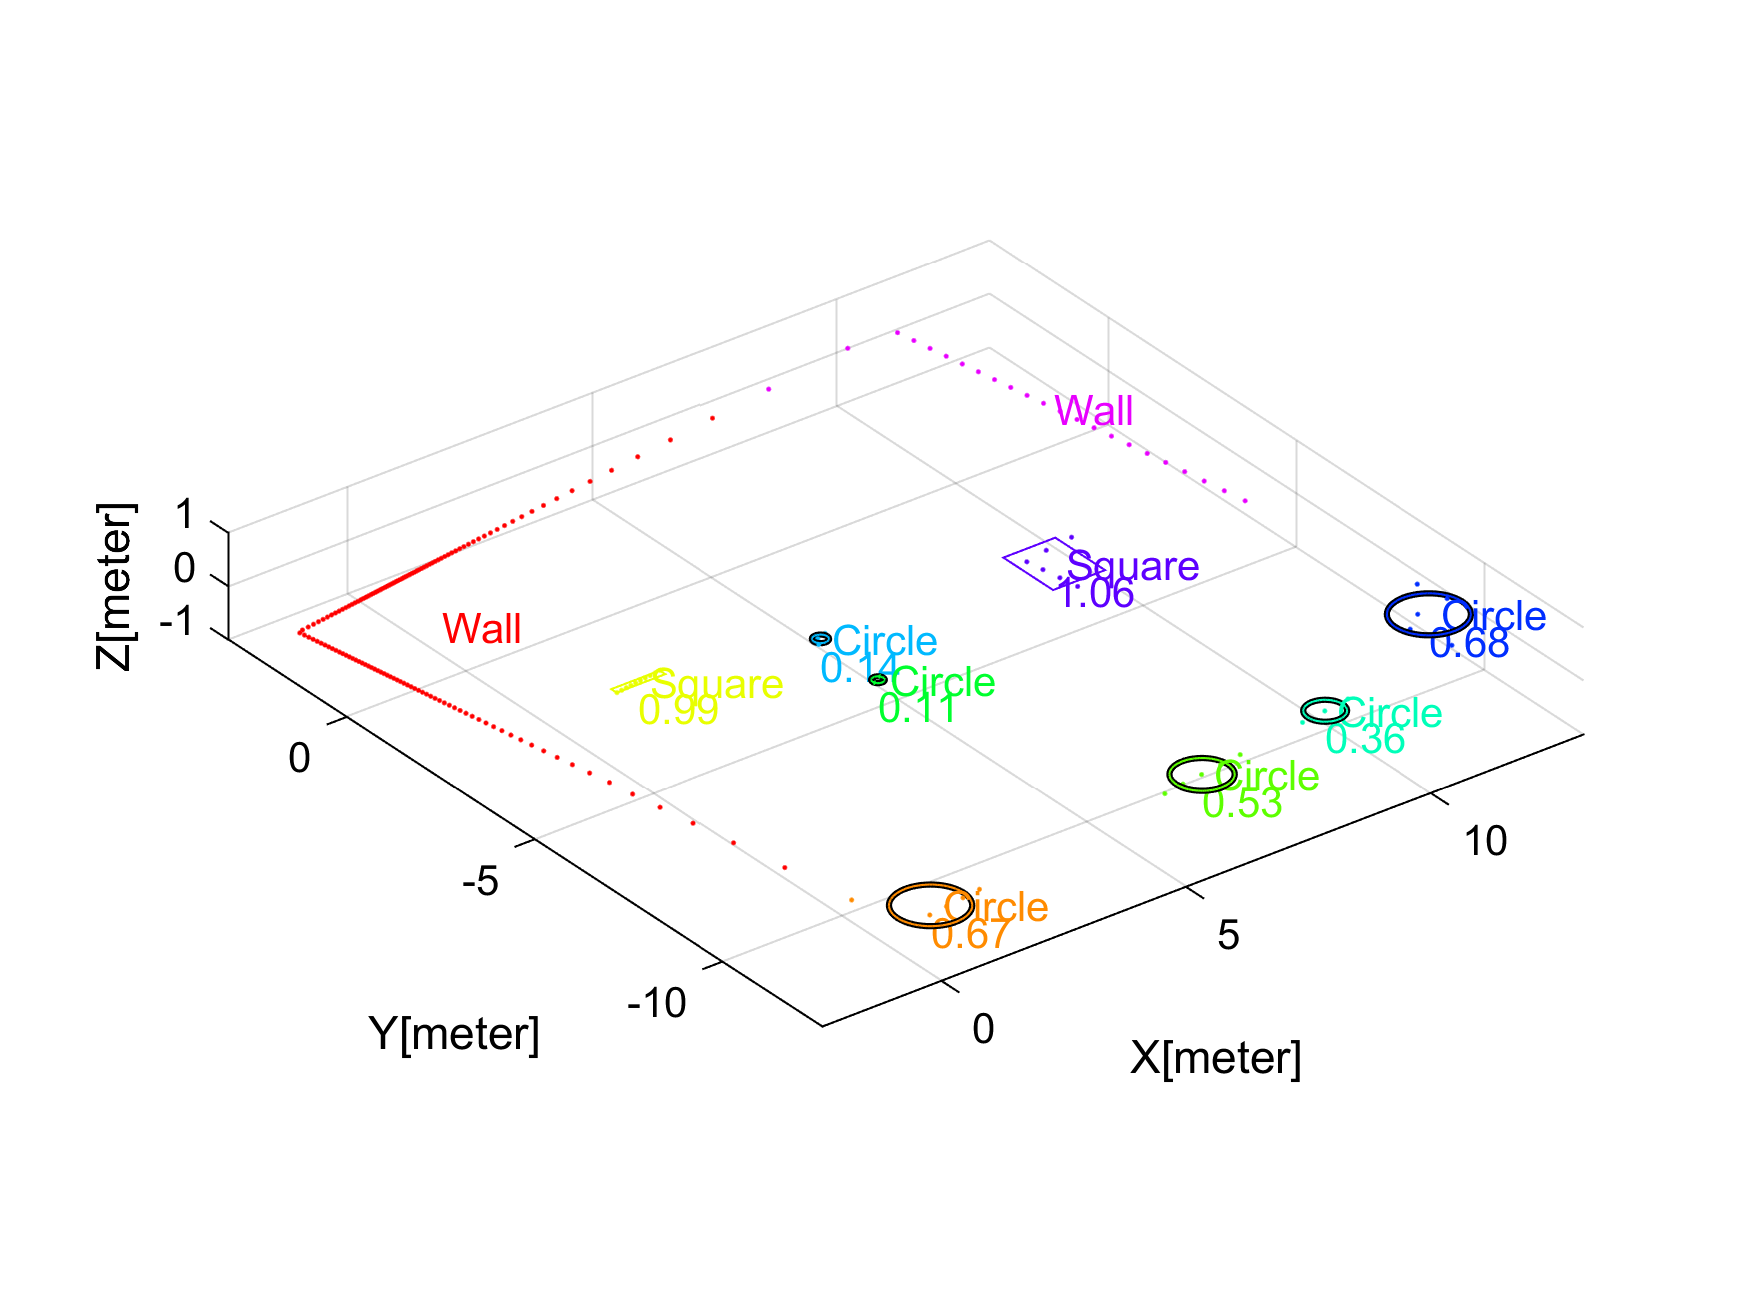 Wall
1
0
-1
Z[meter]
Wall
Square
1.06
Circle
0.68
Circle
0.14
Square
0.99
Circle
0.11
Circle
0.36
Circle
0.53
Circle
0.67
0
-5
-10
Y[meter]
10
5
0
X[meter]